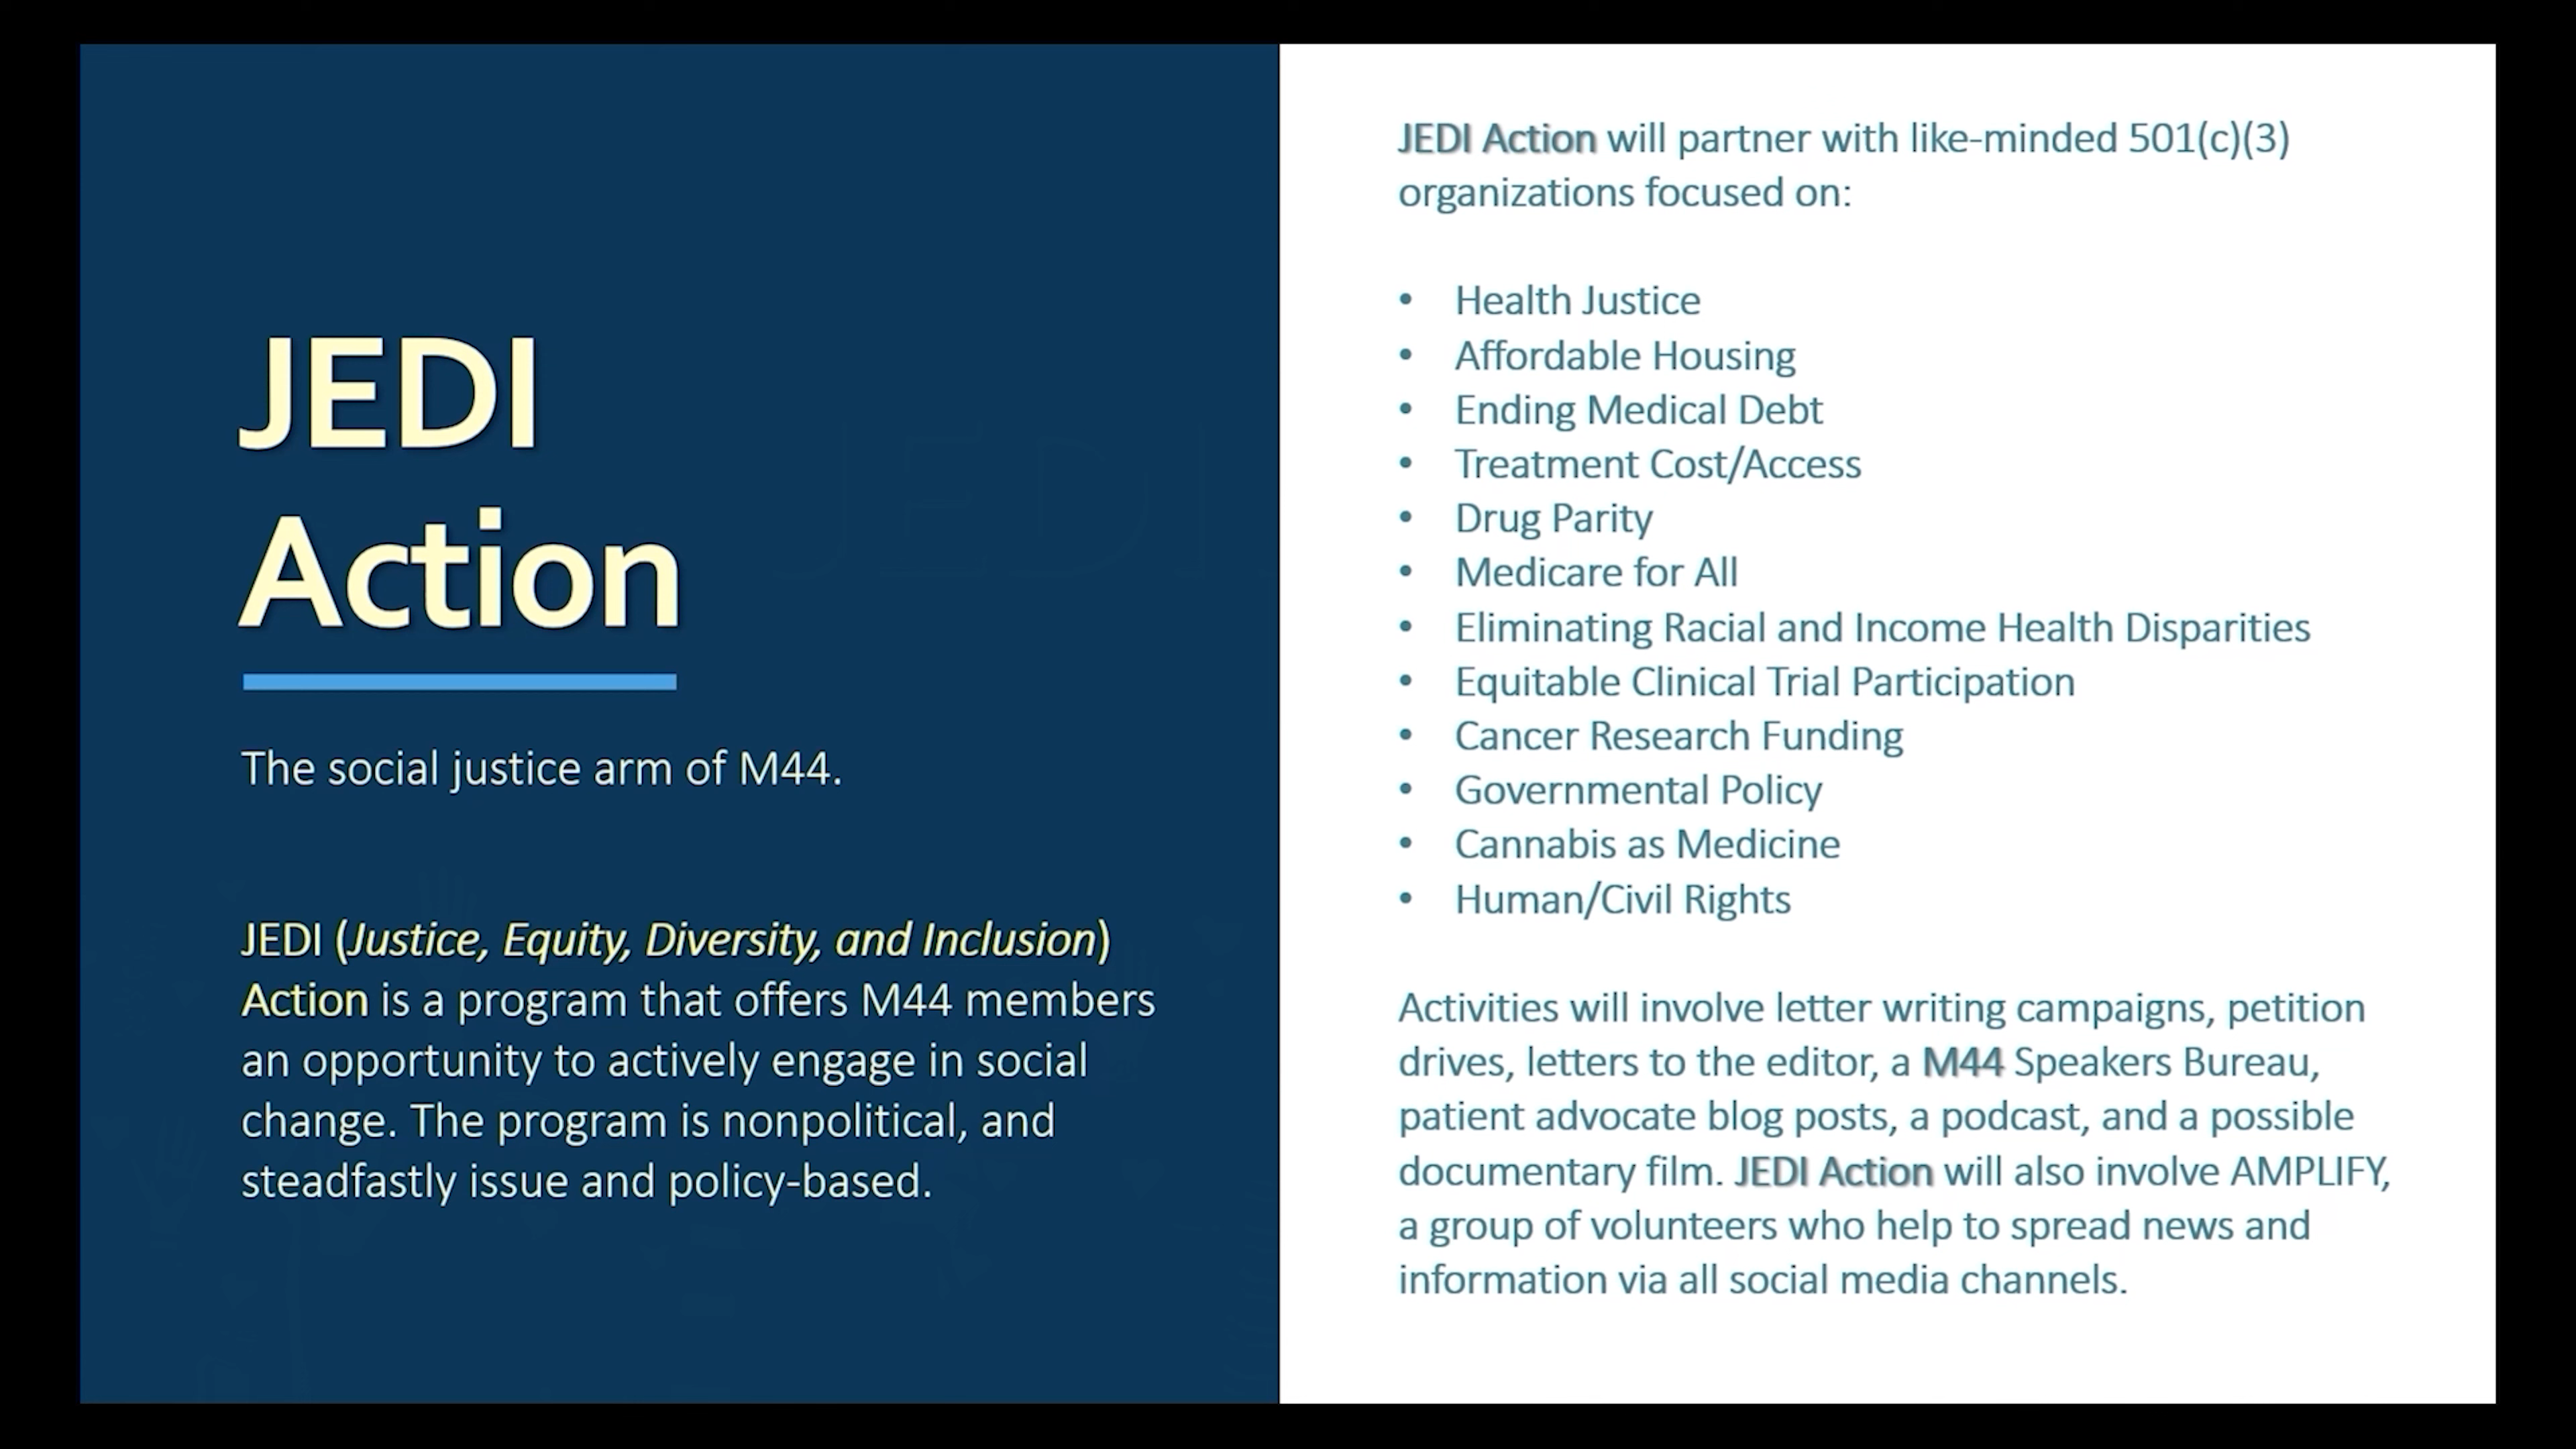 JEDI
Action
The social justice arm of M44.
JEDI (Justice, Equity, Diversity, and Inclusion)
Action is a program that offers M44 members
an opportunity to actively engage in social
change. The program is nonpolitical, and
steadfastly issue and policy-based.
JEDI Action will partner with like-minded 501(c)(3)
organizations focused on:
• Health Justice
• Affordable Housing
• Ending Medical Debt
• Treatment Cost/Access
• Drug Parity
• Medicare for All
• Eliminating Racial and Income Health Disparities
• Equitable Clinical Trial Participation
• Cancer Research Funding
• Governmental Policy
• Cannabis as Medicine
• Human/Civil Rights
Activities will involve letter writing campaigns, petition
drives, letters to the editor, a M44 Speakers Bureau,
patient advocate blog posts, a podcast, and a possible
documentary film. JEDI Action will also involve AMPLIFY,
a group of volunteers who help to spread news and
information via all social media channels.